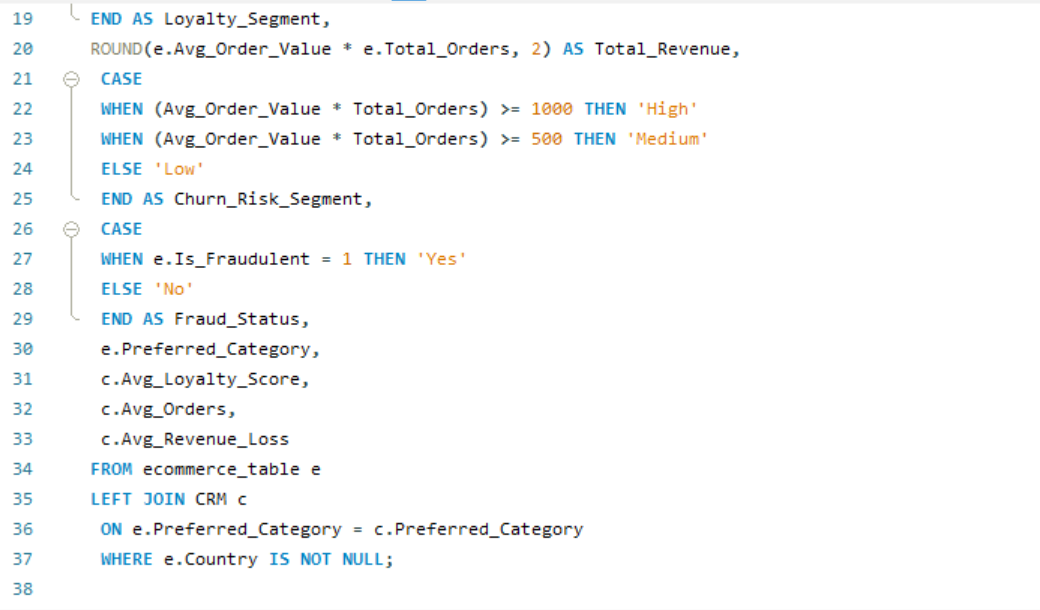 19 END AS Loyalty_Segment,
20 ROUND(e.Avg_Order_Value * e.Total_Orders, 2) AS Total_Revenue,
21 CASE
22 WHEN (Avg_Order_Value * Total_Orders) >= 1000 THEN 'High'
23 WHEN (Avg_Order_Value * Total_Orders) >= 500 THEN 'Medium'
24 ELSE 'Low'
25 END AS Churn_Risk_Segment,
26 CASE
27 WHEN e.Is_Fraudulent = 1 THEN 'Yes'
28 ELSE 'No'
29 END AS Fraud_Status,
30 e.Preferred_Category,
31 c.Avg_Loyalty_Score,
32 c.Avg_Orders,
33 c.Avg_Revenue_Loss
34 FROM ecommerce_table e
35 LEFT JOIN CRM c
36 ON e.Preferred_Category = c.Preferred_Category
37 WHERE e.Country IS NOT NULL;
38